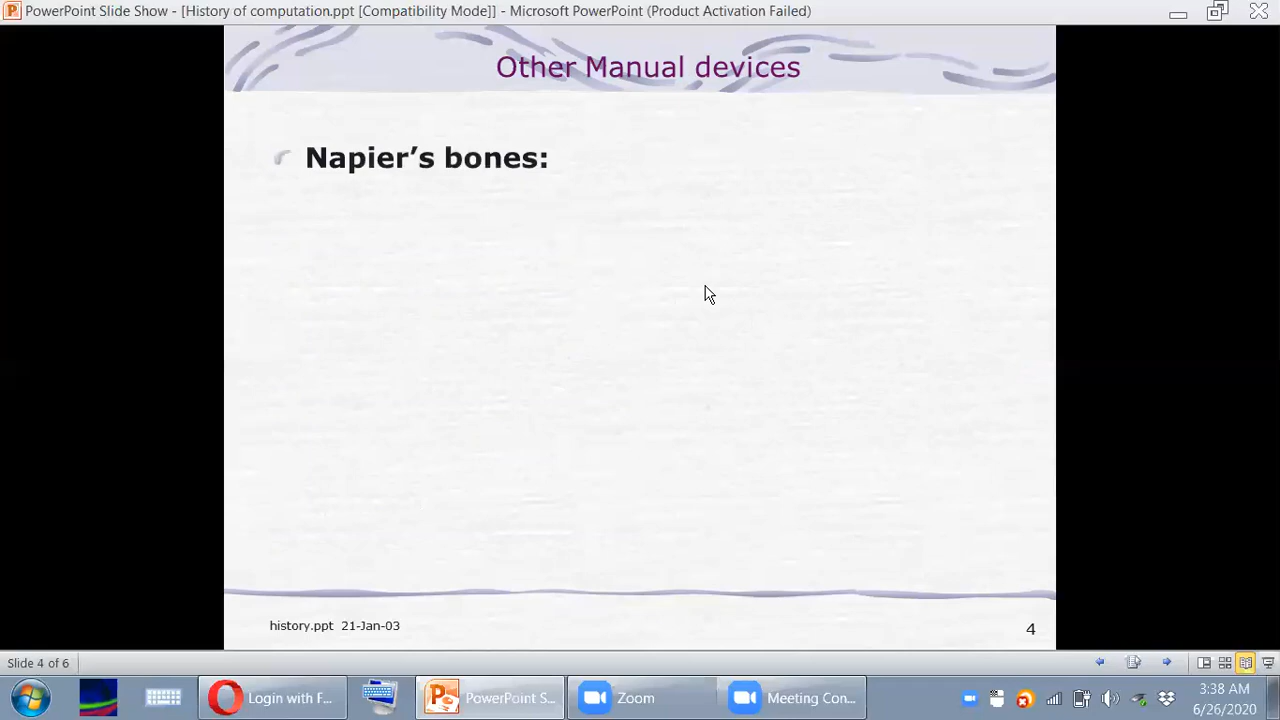 PowerPoint Slide Show - [History of computation.ppt [Compatibility Mode]] - Microsoft PowerPoint (Product Activation Failed)
Other Manual devices
Napier’s bones:
history.ppt 21-Jan-03
4
Slide 4 of 6
Login with F...
PowerPoint S...
Zoom
Meeting Con...
3:38 AM
6/26/2020